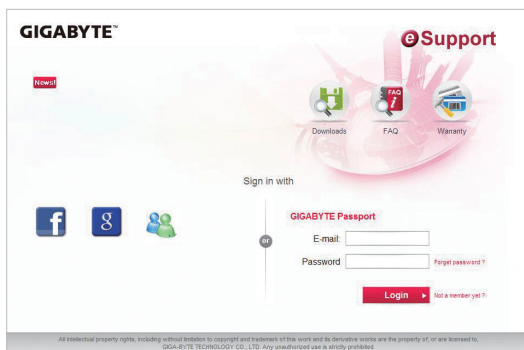 GIGABYTE™
eSupport
News!
FAQ
Downloads
FAQ
Warranty
Sign in with
f
g
or
GIGABYTE Passport
E-mail:
Password
Forget password ?
Login
Not a member yet ?
All intellectual property rights, including without limitation to copyright and trademark of this work and its derivative works are the property of, or are licensed to,
GIGA-BYTE TECHNOLOGY CO., LTD. Any unauthorized use is strictly prohibited.